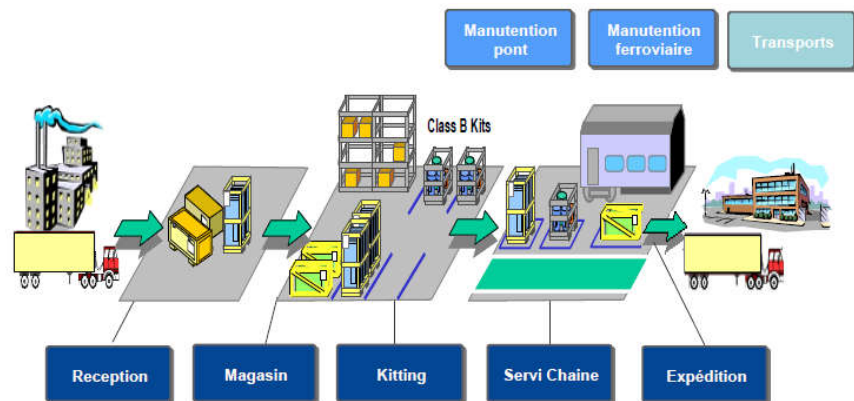 Manutention
pont
Manutention
ferroviaire
Transports
Class B Kits
Reception
Magasin
Kitting
Servi Chaine
Expédition